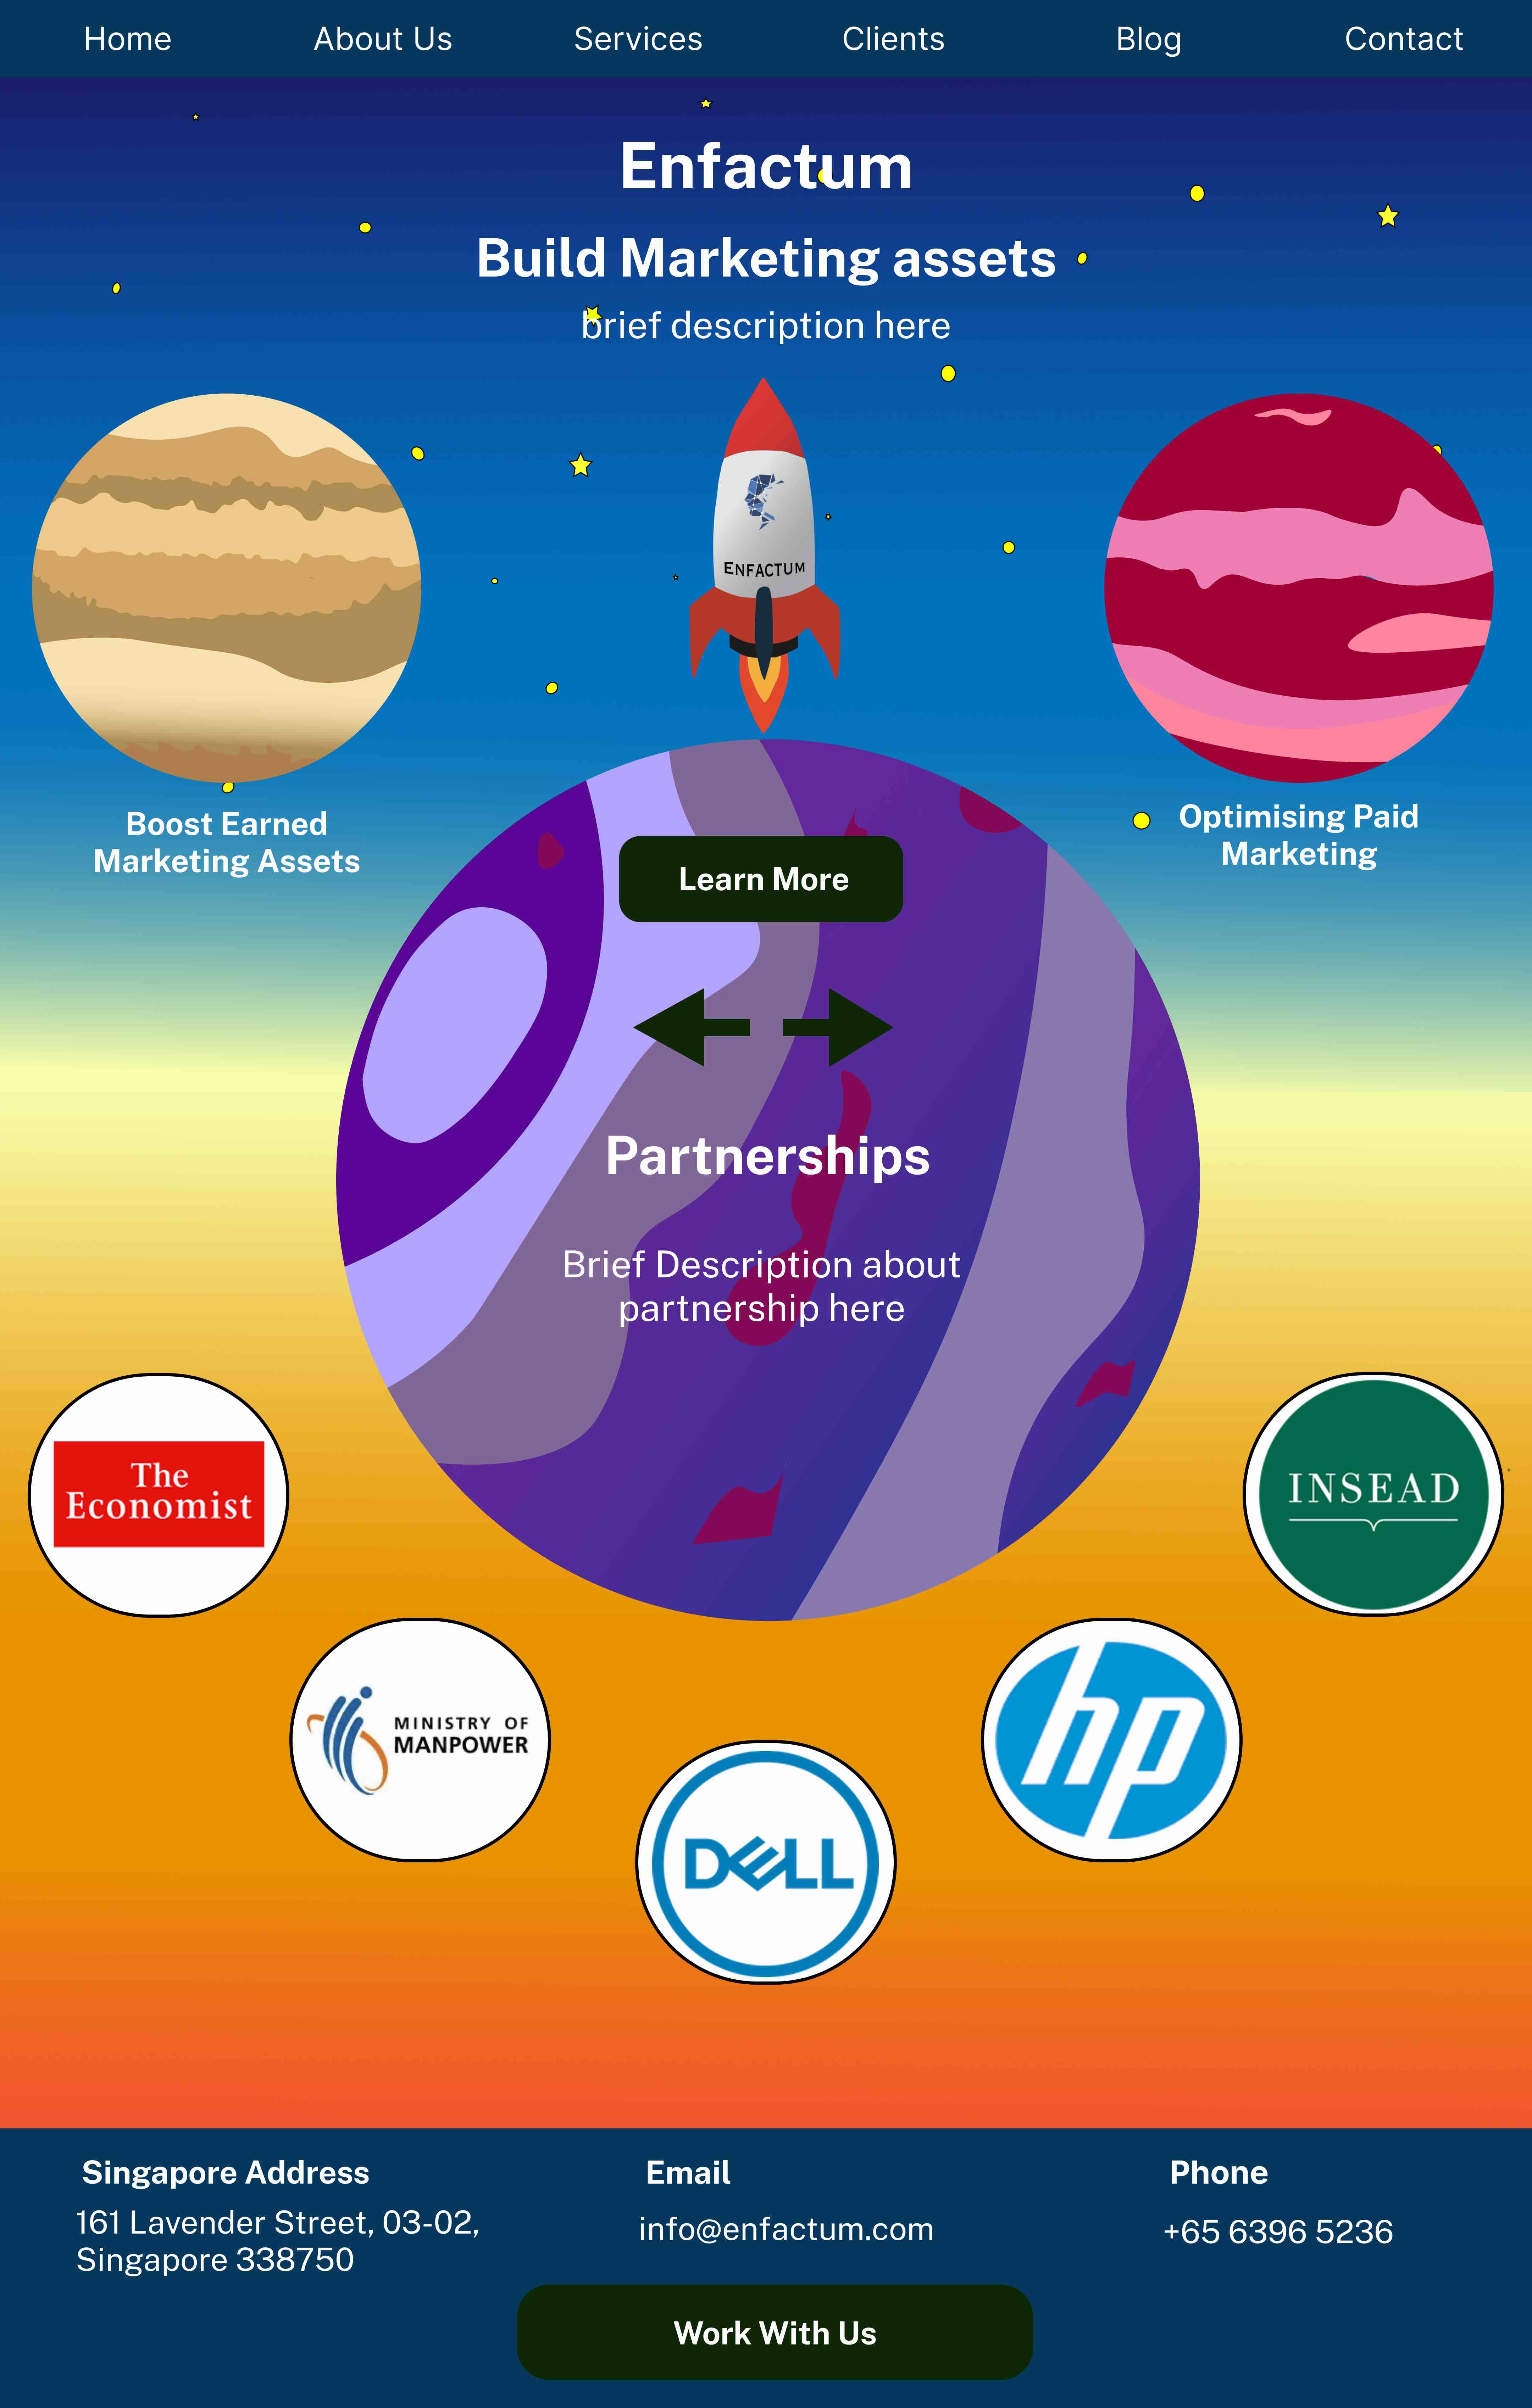 Home
About Us
Services
Clients
Blog
Contact
Enfactum
Build Marketing assets
brief description here
ENFACTUM
Boost Earned
Marketing Assets
Optimising Paid
Marketing
Learn More
Partnerships
Brief Description about
partnership here
The
Economist
INSEAD
MINISTRY OF
MANPOWER
hp
DELL
Singapore Address
161 Lavender Street, 03-02,
Singapore 338750
Email
info@enfactum.com
Phone
+65 6396 5236
Work With Us